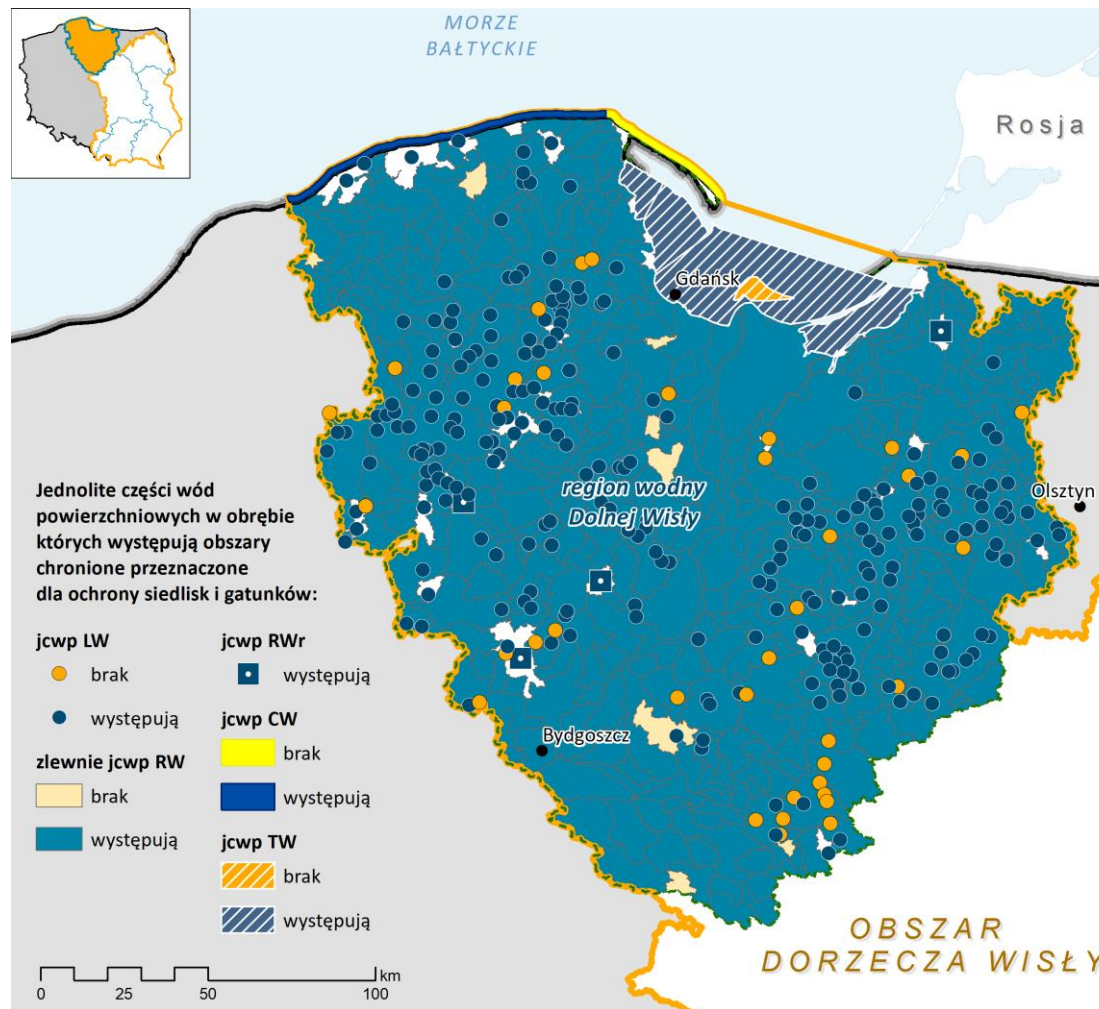 MORZE
BAŁTYCKIE
Rosja
Gdańsk
Olsztyn
region wodny
Dolnej Wisły
Bydgoszcz
Jednolite części wód
powierzchniowych w obrębie
których występują obszary
chronione przeznaczone
dla ochrony siedlisk i gatunków:
jcwp LW
brak
występują
zlewnie jcwp RW
brak
występują
jcwp RWr
występują
jcwp CW
brak
występują
jcwp TW
brak
występują
km
0 25 50 100
OBSZAR
DORZECZA WISŁY